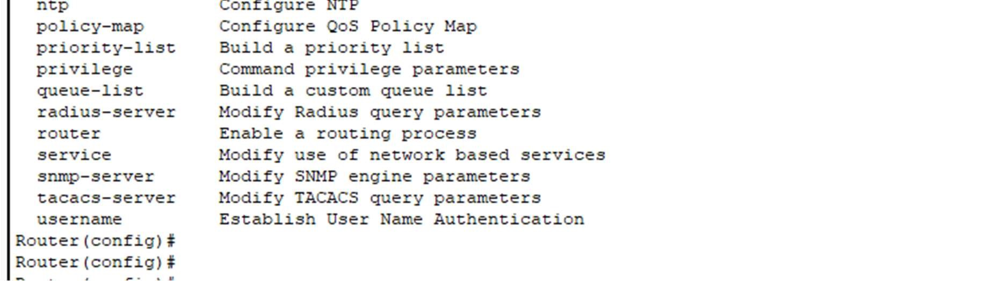 ntp Configure NTP
policy-map Configure QoS Policy Map
priority-list Build a priority list
privilege Command privilege parameters
queue-list Build a custom queue list
radius-server Modify Radius query parameters
router Enable a routing process
service Modify use of network based services
snmp-server Modify SNMP engine parameters
tacacs-server Modify TACACS query parameters
username Establish User Name Authentication
Router(config)#
Router(config)#
Router(config)#